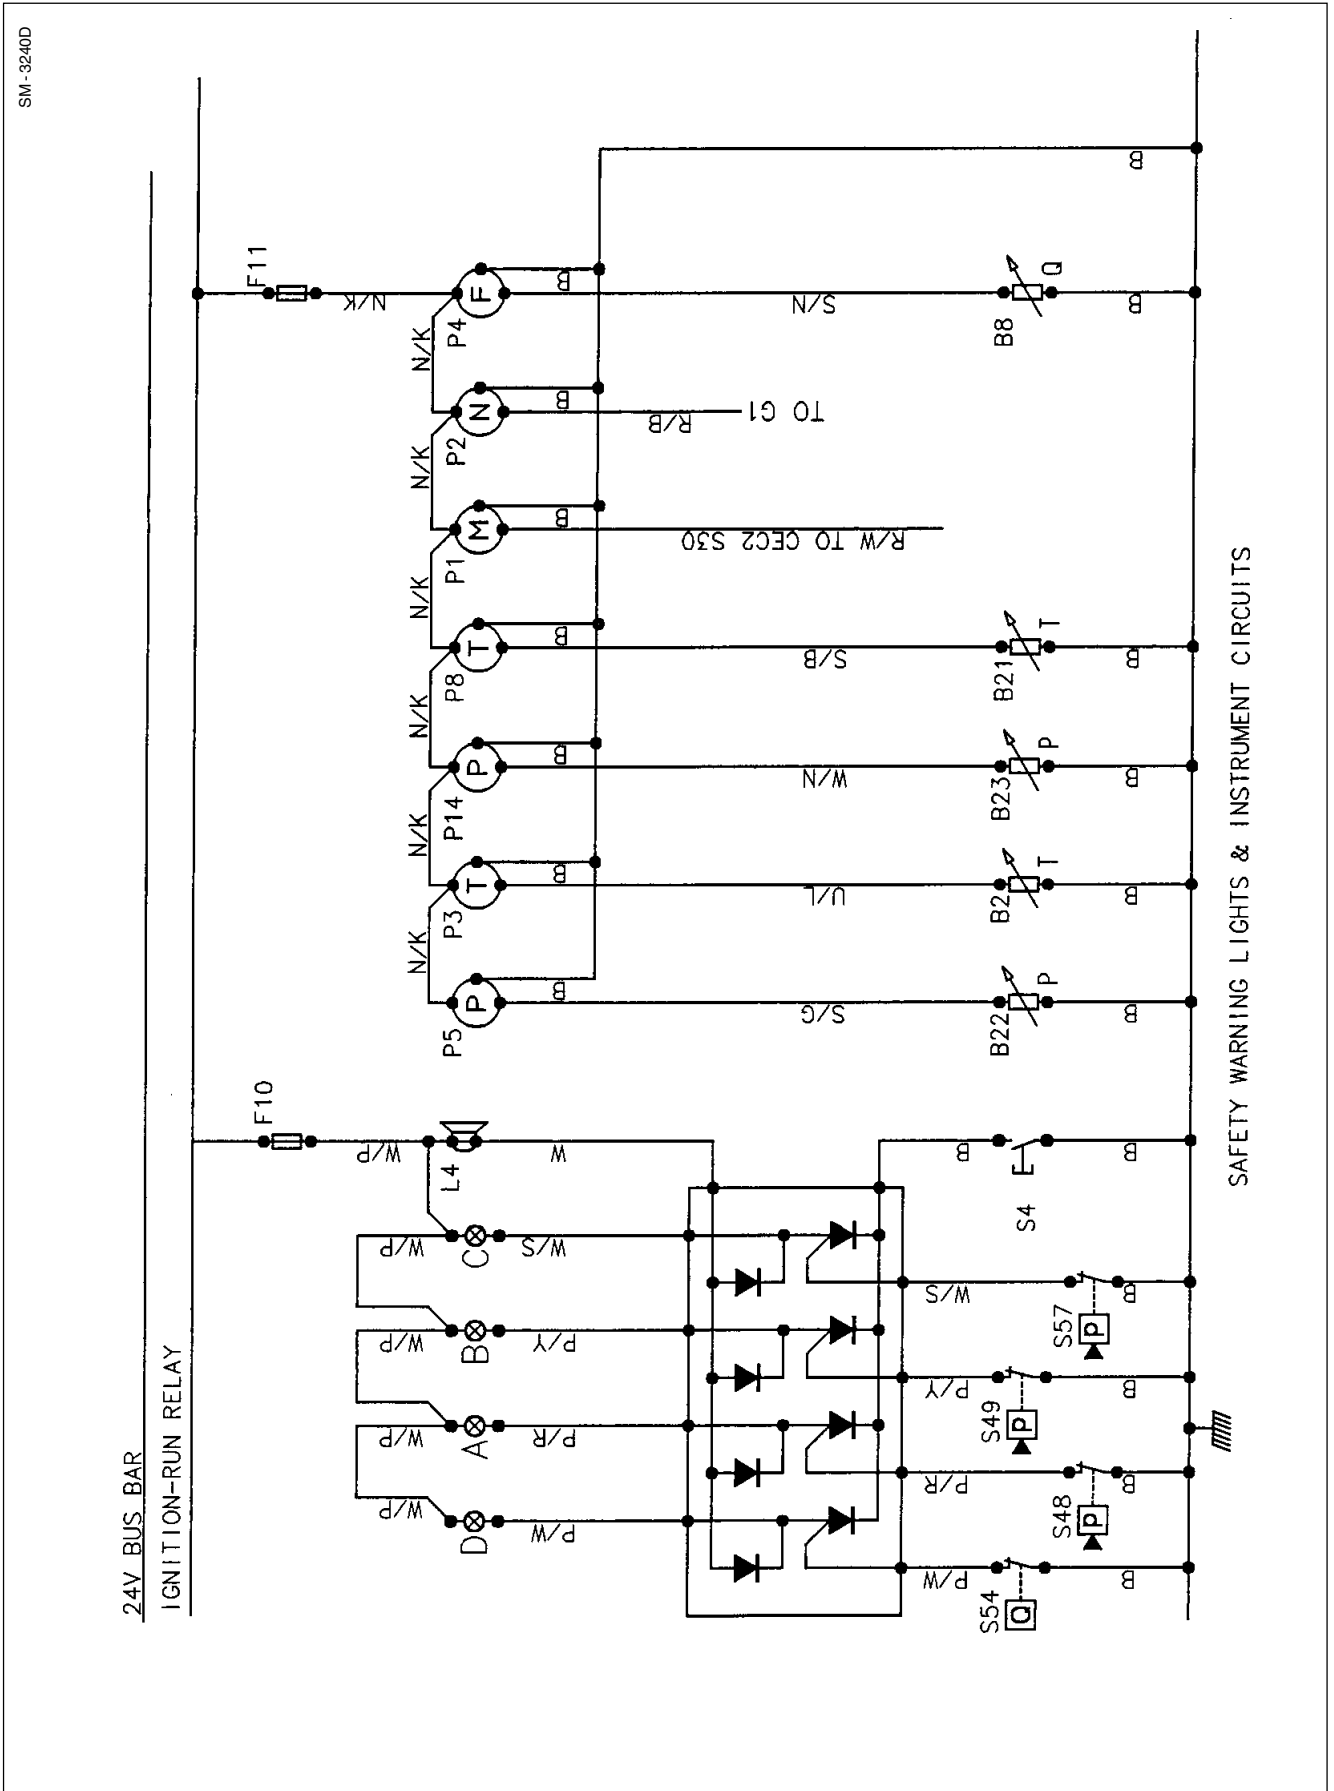 SM - 3240D
24V BUS BAR
IGNITION-RUN RELAY
F10
F11
W/P
N/K
W/P
W/P
W/P
W/P
N/K
N/K
N/K
N/K
N/K
N/K
D
A
B
C
L4
P5
P
P3
T
P14
P
P8
T
P1
M
P2
N
P4
F
P/W
P/R
P/Y
W/S
W
B
B
B
B
B
B
B
S/G
U/L
W/N
S/B
R/W TO CEC2 S30
R/B
TO G1
S/N
P/W
P/R
P/Y
W/S
B
S54
Q
S48
P
S49
P
S57
P
S4
B22
P
B2
T
B23
P
B21
T
B8
Q
B
B
B
B
B
B
B
B
B
B
B
SAFETY WARNING LIGHTS & INSTRUMENT CIRCUITS